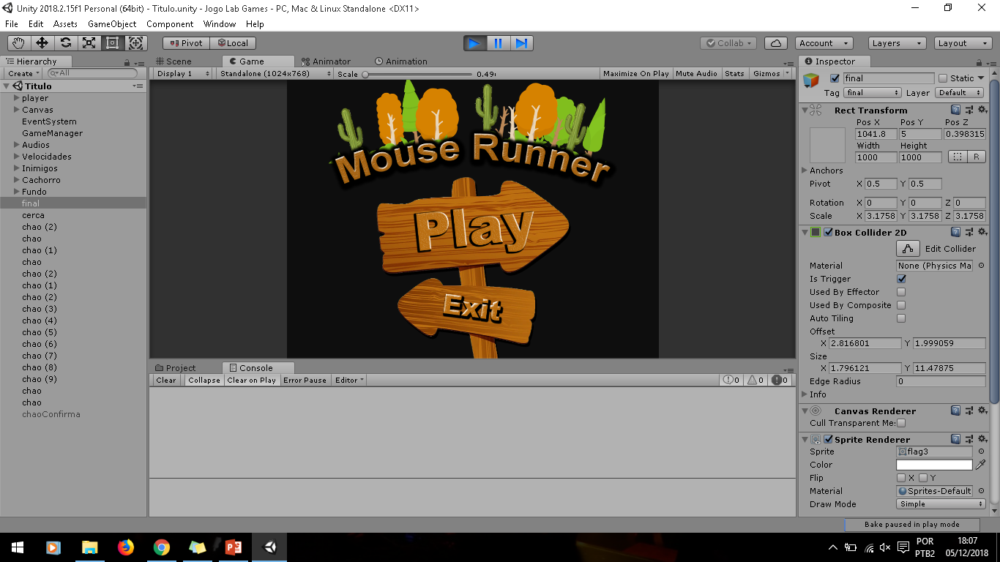 Unity 2018.2.15f1 Personal (64bit) - Titulo.unity - Jogo Lab Games - PC, Mac & Linux Standalone <DX11>
File Edit Assets GameObject Component Window Help
Pivot Local Collab Account Layers Layout
Hierarchy
Create All
Titulo
player
Canvas
EventSystem
GameManager
Audios
Velocidades
Inimigos
Cachorro
Fundo
final
cerca
chao (2)
chao
chao (1)
chao
chao (2)
chao (1)
chao (2)
chao (3)
chao (4)
chao (5)
chao (6)
chao (7)
chao (8)
chao (9)
chao
chao
chaoConfirma
Scene Game Animator Animation
Display 1 Standalone (1024x768) Scale 0.49 Maximize On Play Mute Audio Stats Gizmos
Mouse Runner
Play
Exit
Project Console
Clear Collapse Clear on Play Error Pause Editor 0 0 0
Inspector
final Static
Tag final Layer Default
Rect Transform
Pos X Pos Y Pos Z
1041.8 5 0.398315
Width Height
1000 1000 R
Anchors
Pivot X 0.5 Y 0.5
Rotation X 0 Y 0 Z 0
Scale X 3.1758 Y 3.1758 Z 3.1758
Box Collider 2D
Edit Collider
Material None (Physics Ma
Is Trigger
Used By Effector
Used By Composite
Auto Tiling
Offset
X 2.816801 Y 1.999059
Size
X 1.796121 Y 11.47875
Edge Radius 0
Info
Canvas Renderer
Cull Transparent Me
Sprite Renderer
Sprite flag3
Color
Flip X Y
Material Sprites-Default
Draw Mode Simple
Bake paused in play mode
POR
PTB2
18:07
05/12/2018